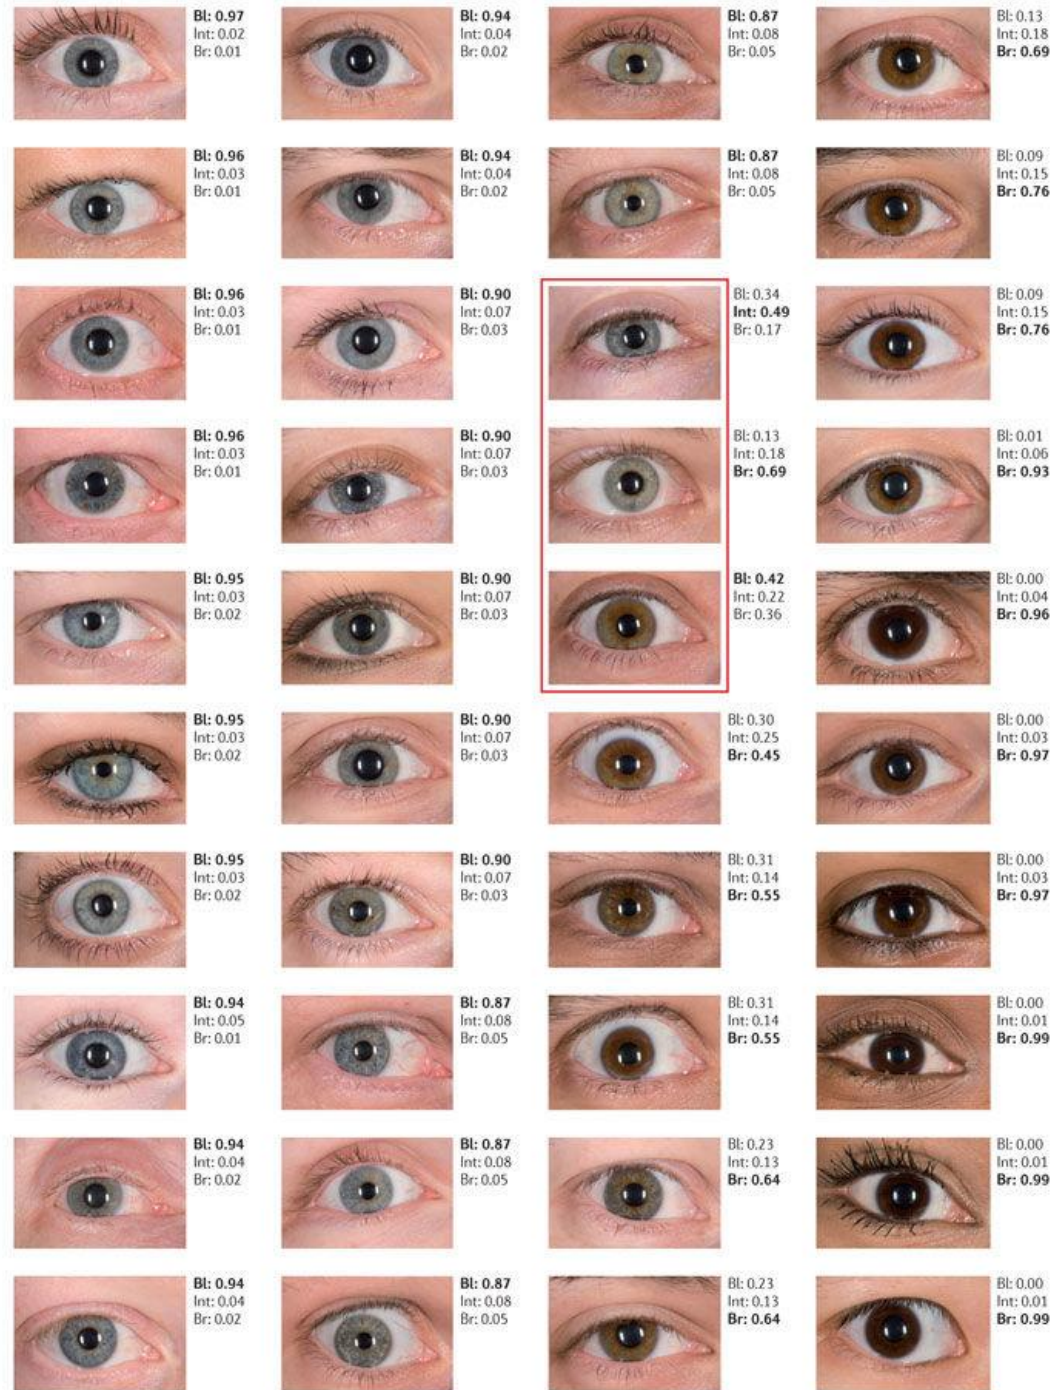 Bl: 0.97
Int: 0.02
Br: 0.01
Bl: 0.94
Int: 0.04
Br: 0.02
Bl: 0.87
Int: 0.08
Br: 0.05
Bl: 0.13
Int: 0.18
Br: 0.69
Bl: 0.96
Int: 0.03
Br: 0.01
Bl: 0.94
Int: 0.04
Br: 0.02
Bl: 0.87
Int: 0.08
Br: 0.05
Bl: 0.09
Int: 0.15
Br: 0.76
Bl: 0.96
Int: 0.03
Br: 0.01
Bl: 0.90
Int: 0.07
Br: 0.03
Bl: 0.34
Int: 0.49
Br: 0.17
Bl: 0.09
Int: 0.15
Br: 0.76
Bl: 0.96
Int: 0.03
Br: 0.01
Bl: 0.90
Int: 0.07
Br: 0.03
Bl: 0.13
Int: 0.18
Br: 0.69
Bl: 0.01
Int: 0.06
Br: 0.93
Bl: 0.95
Int: 0.03
Br: 0.02
Bl: 0.90
Int: 0.07
Br: 0.03
Bl: 0.42
Int: 0.22
Br: 0.36
Bl: 0.00
Int: 0.04
Br: 0.96
Bl: 0.95
Int: 0.03
Br: 0.02
Bl: 0.90
Int: 0.07
Br: 0.03
Bl: 0.30
Int: 0.25
Br: 0.45
Bl: 0.00
Int: 0.03
Br: 0.97
Bl: 0.95
Int: 0.03
Br: 0.02
Bl: 0.90
Int: 0.07
Br: 0.03
Bl: 0.31
Int: 0.14
Br: 0.55
Bl: 0.00
Int: 0.03
Br: 0.97
Bl: 0.94
Int: 0.05
Br: 0.01
Bl: 0.87
Int: 0.08
Br: 0.05
Bl: 0.31
Int: 0.14
Br: 0.55
Bl: 0.00
Int: 0.01
Br: 0.99
Bl: 0.94
Int: 0.04
Br: 0.02
Bl: 0.87
Int: 0.08
Br: 0.05
Bl: 0.23
Int: 0.13
Br: 0.64
Bl: 0.00
Int: 0.01
Br: 0.99
Bl: 0.94
Int: 0.04
Br: 0.02
Bl: 0.87
Int: 0.08
Br: 0.05
Bl: 0.23
Int: 0.13
Br: 0.64
Bl: 0.00
Int: 0.01
Br: 0.99